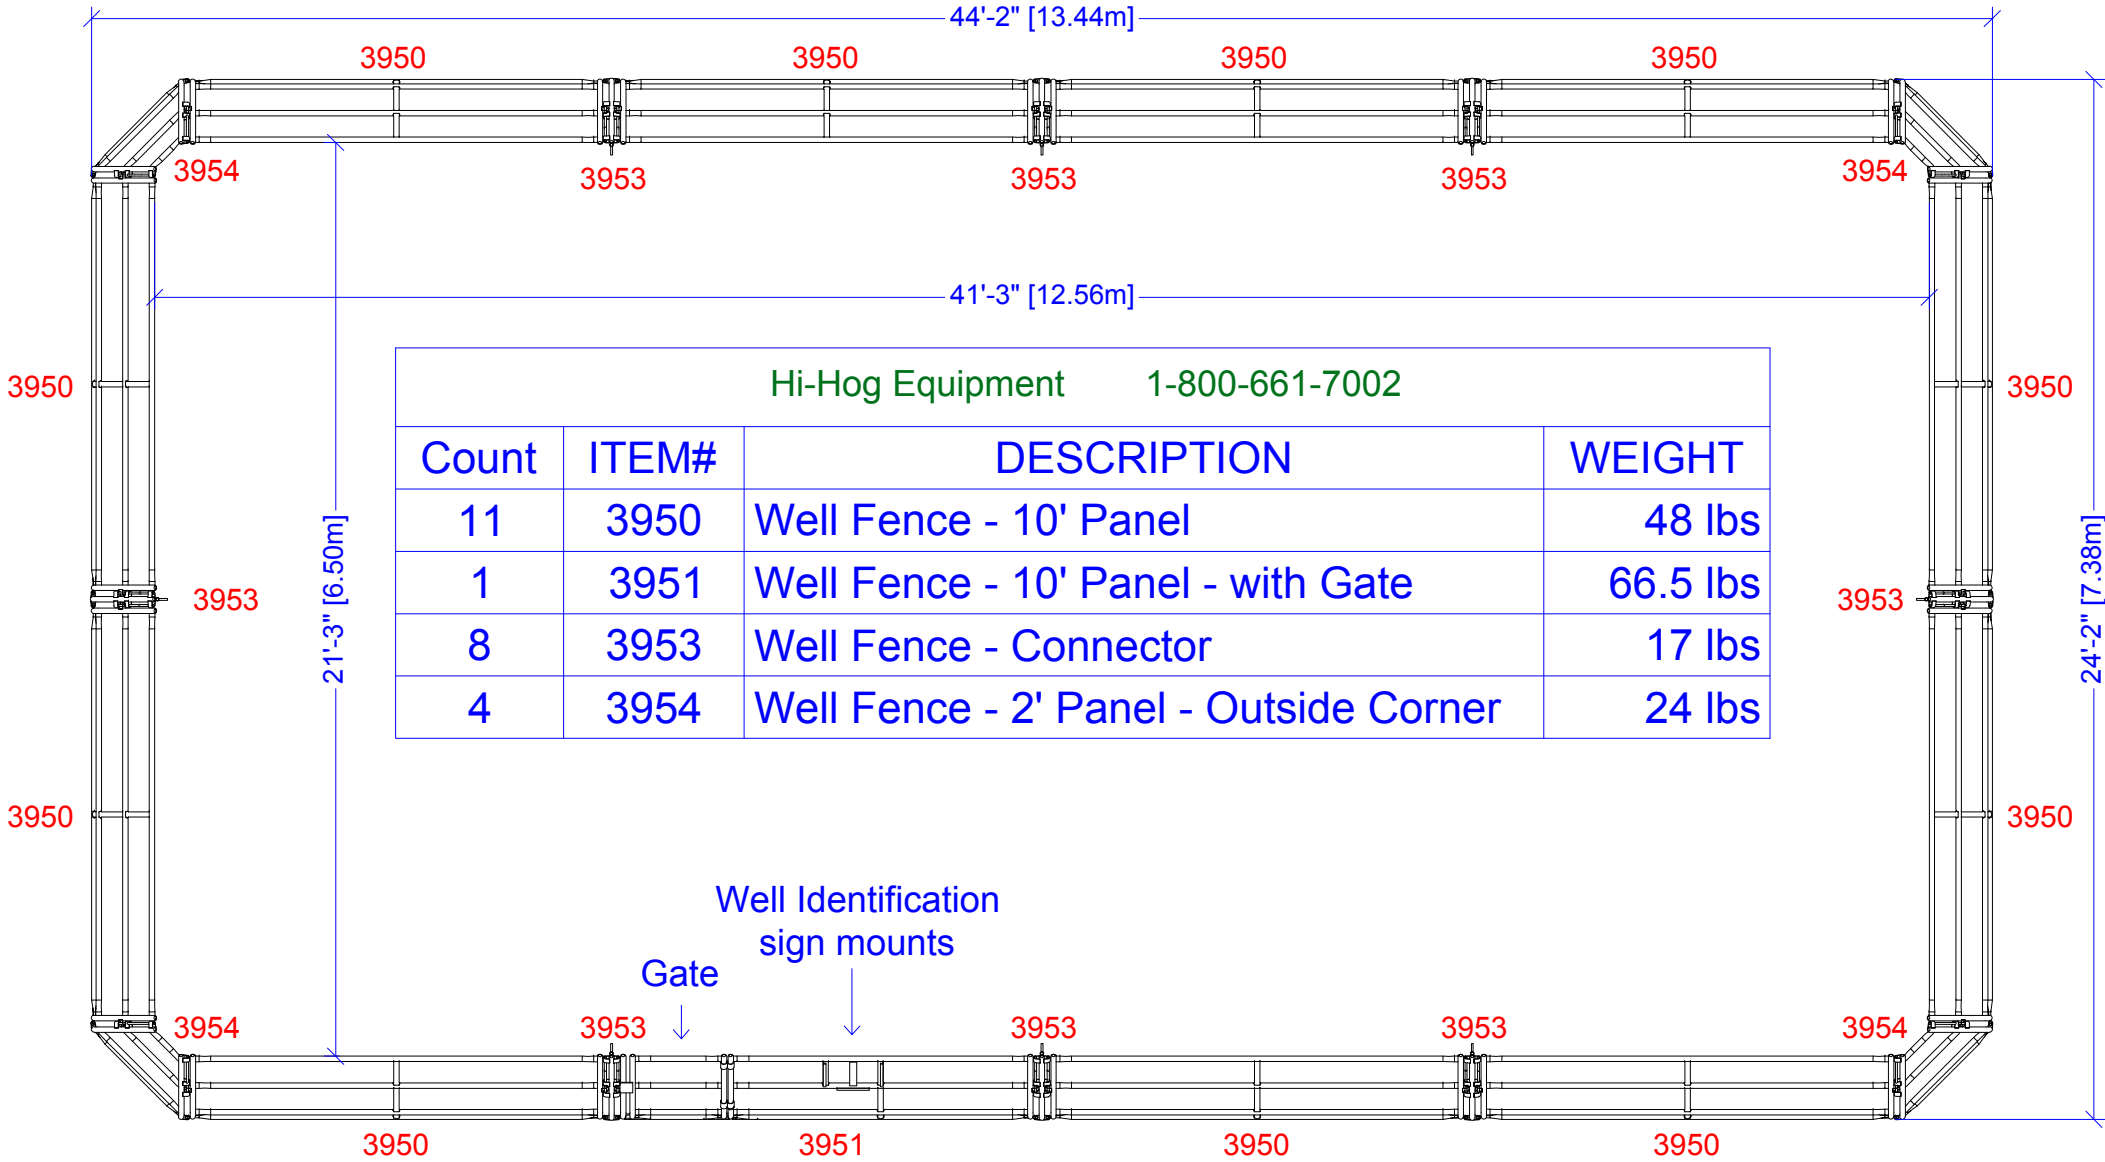 44'-2" [13.44m]
3950 3950 3950 3950
3954 3953 3953 3953 3954
41'-3" [12.56m]
3950 3950
Hi-Hog Equipment 1-800-661-7002
Count ITEM# DESCRIPTION WEIGHT
11 3950 Well Fence - 10' Panel 48 lbs
1 3951 Well Fence - 10' Panel - with Gate 66.5 lbs
8 3953 Well Fence - Connector 17 lbs
4 3954 Well Fence - 2' Panel - Outside Corner 24 lbs
21'-3" [6.50m]
24'-2" [7.38m]
3953 3953
3950 3950
Well Identification
sign mounts
Gate
3954 3953 3953 3953 3954
3950 3951 3950 3950